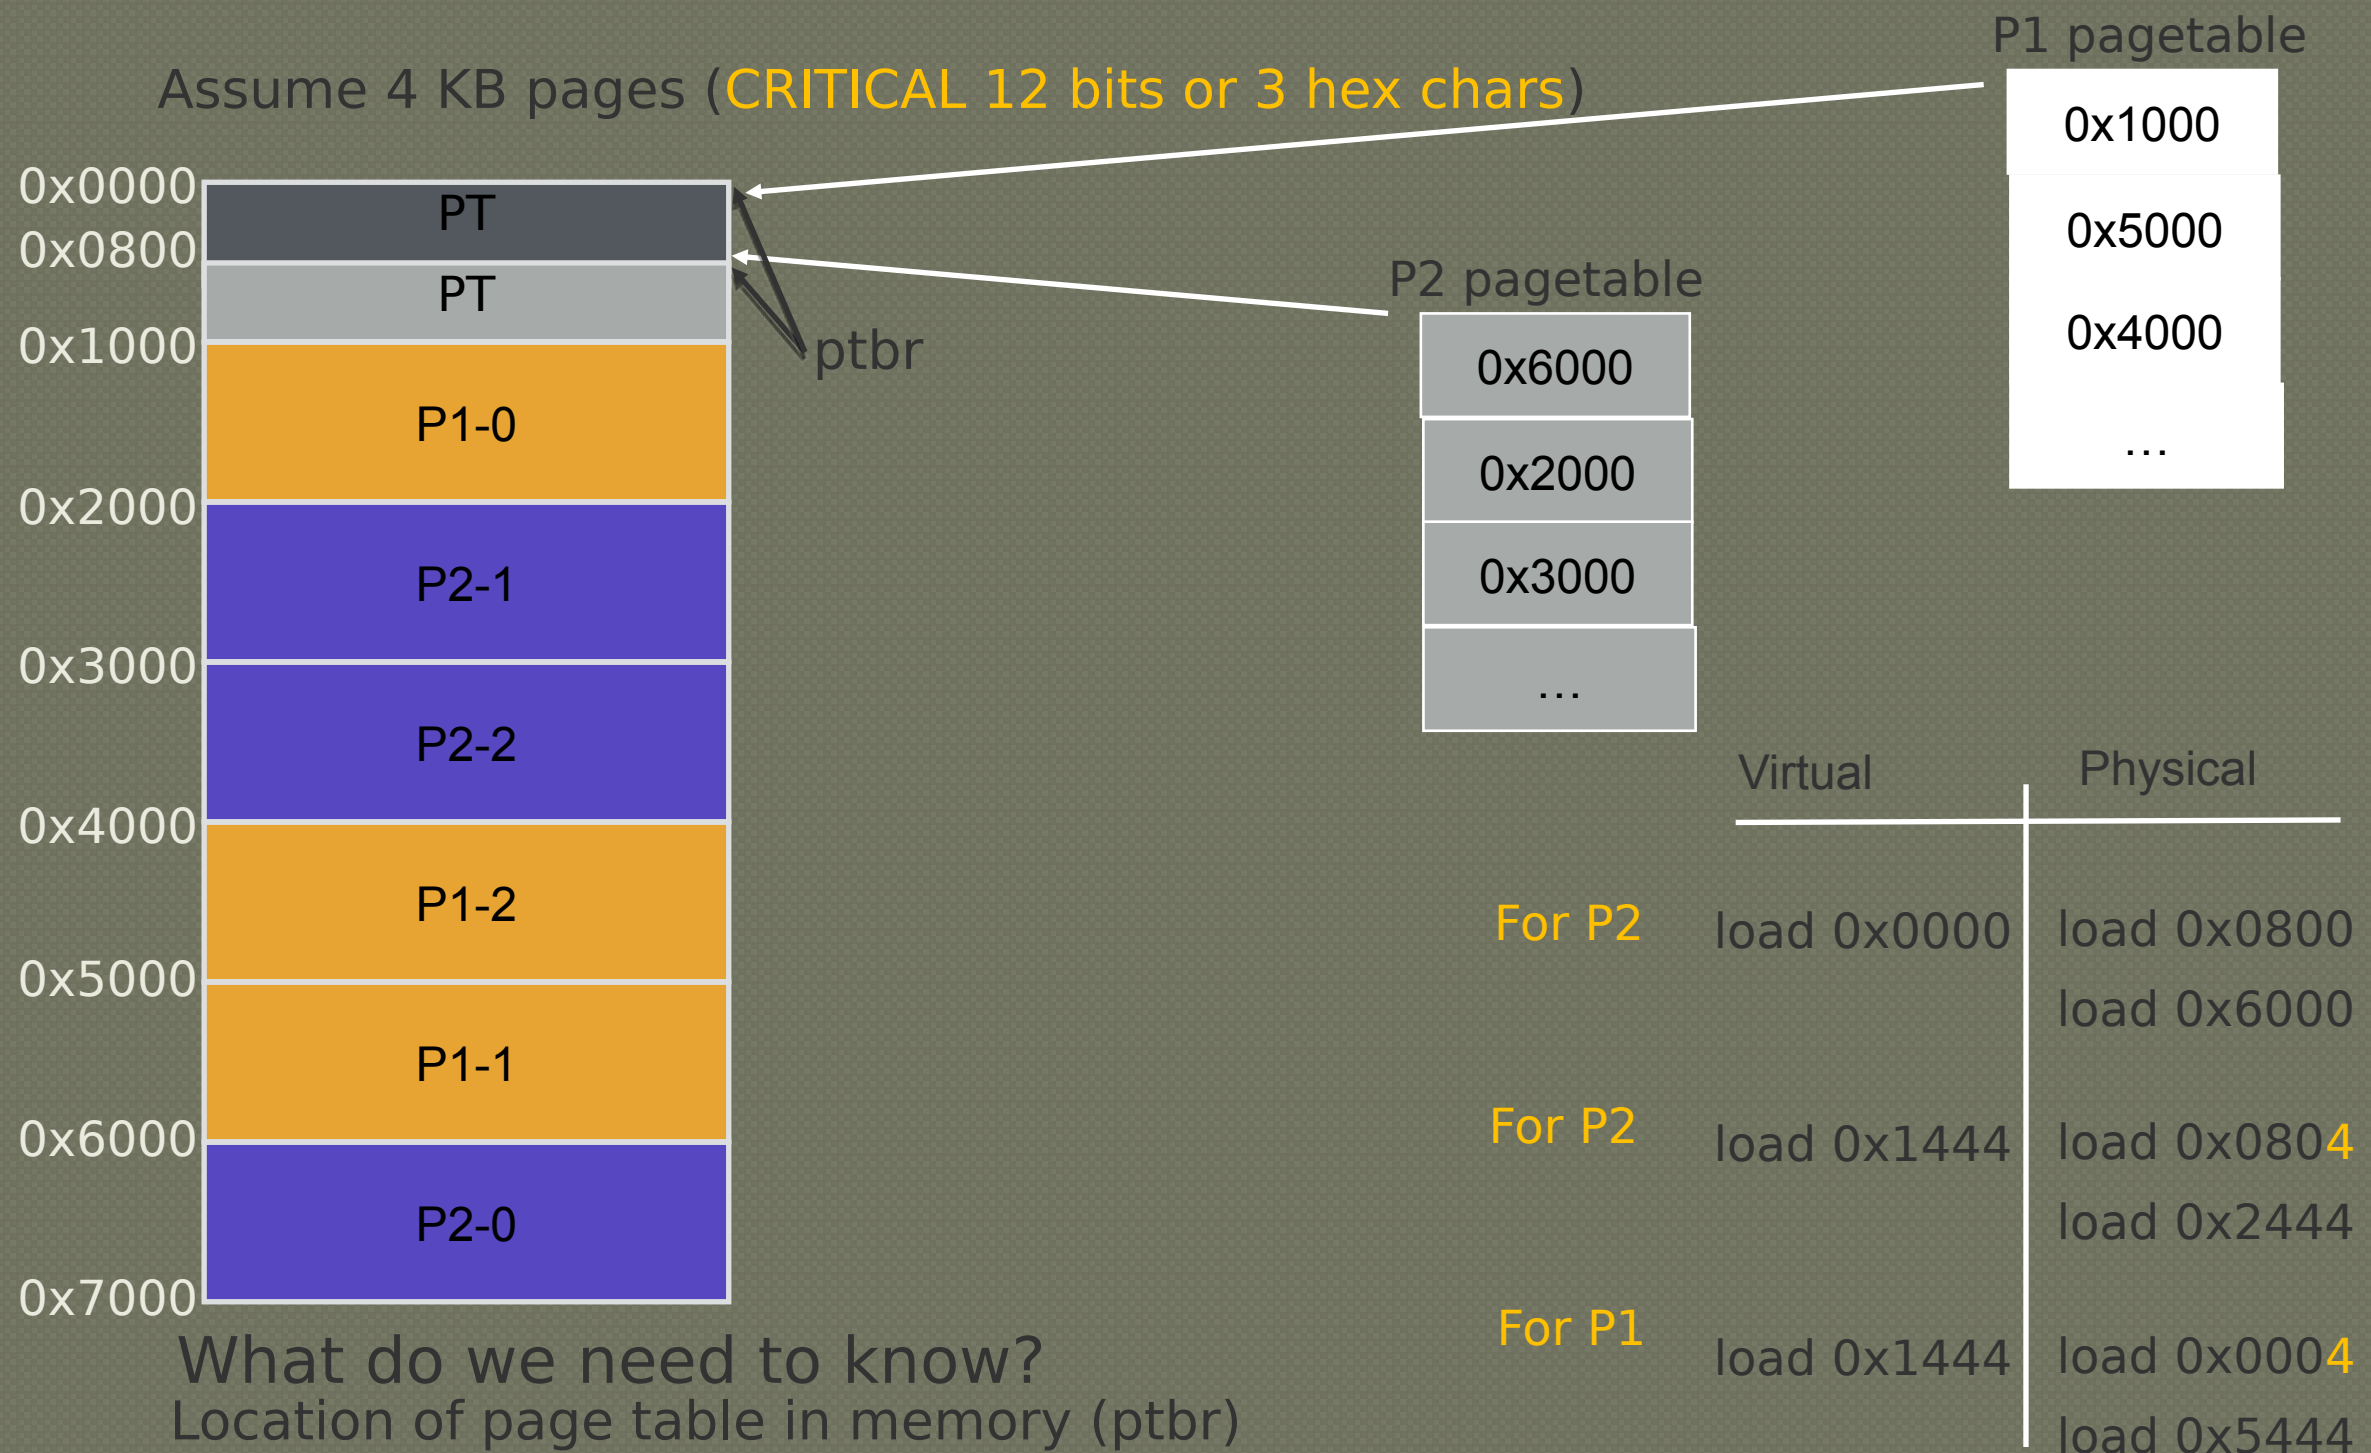 Assume 4 KB pages (CRITICAL 12 bits or 3 hex chars)
0x0000
PT
0x0800
PT
0x1000
P1-0
0x2000
P2-1
0x3000
P2-2
0x4000
P1-2
0x5000
P1-1
0x6000
P2-0
0x7000
ptbr
P2 pagetable
0x6000
0x2000
0x3000
...
P1 pagetable
0x1000
0x5000
0x4000
...
Virtual Physical
For P2 load 0x0000 load 0x0800
load 0x6000
For P2 load 0x1444 load 0x0804
load 0x2444
For P1 load 0x1444 load 0x0004
load 0x5444
What do we need to know?
Location of page table in memory (ptbr)